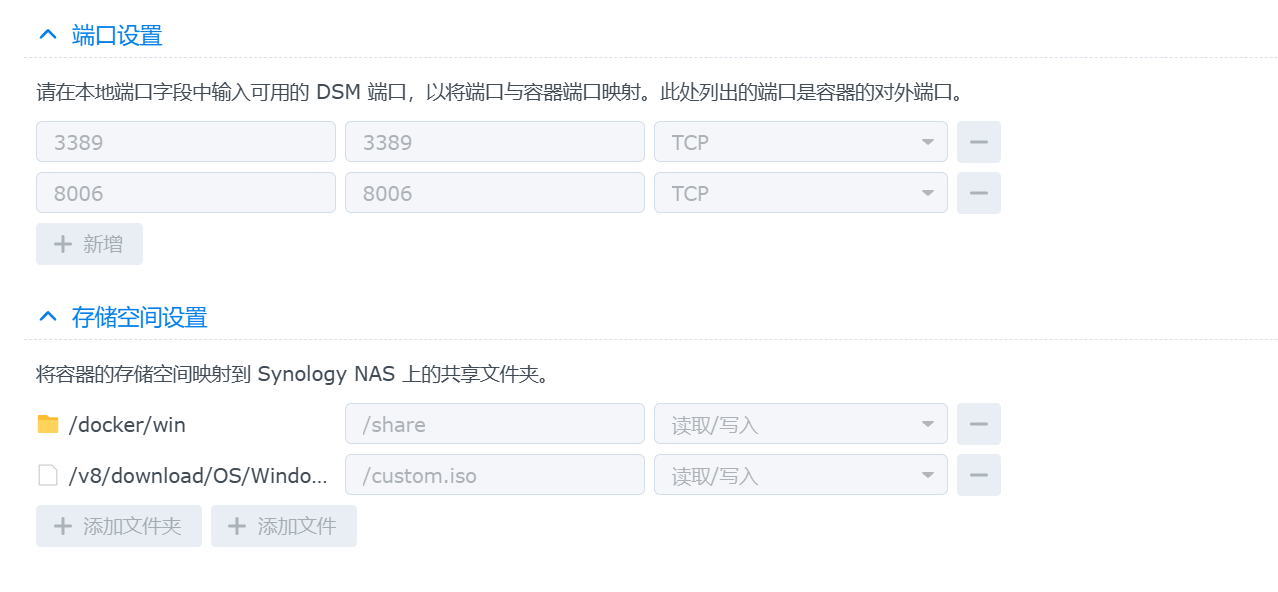 端口设置
请在本地端口字段中输入可用的 DSM 端口，以将端口与容器端口映射。此处列出的端口是容器的对外端口。
3389 3389 TCP
8006 8006 TCP
新增
存储空间设置
将容器的存储空间映射到 Synology NAS 上的共享文件夹。
/docker/win /share 读取/写入
/v8/download/OS/Windo... /custom.iso 读取/写入
添加文件夹 添加文件